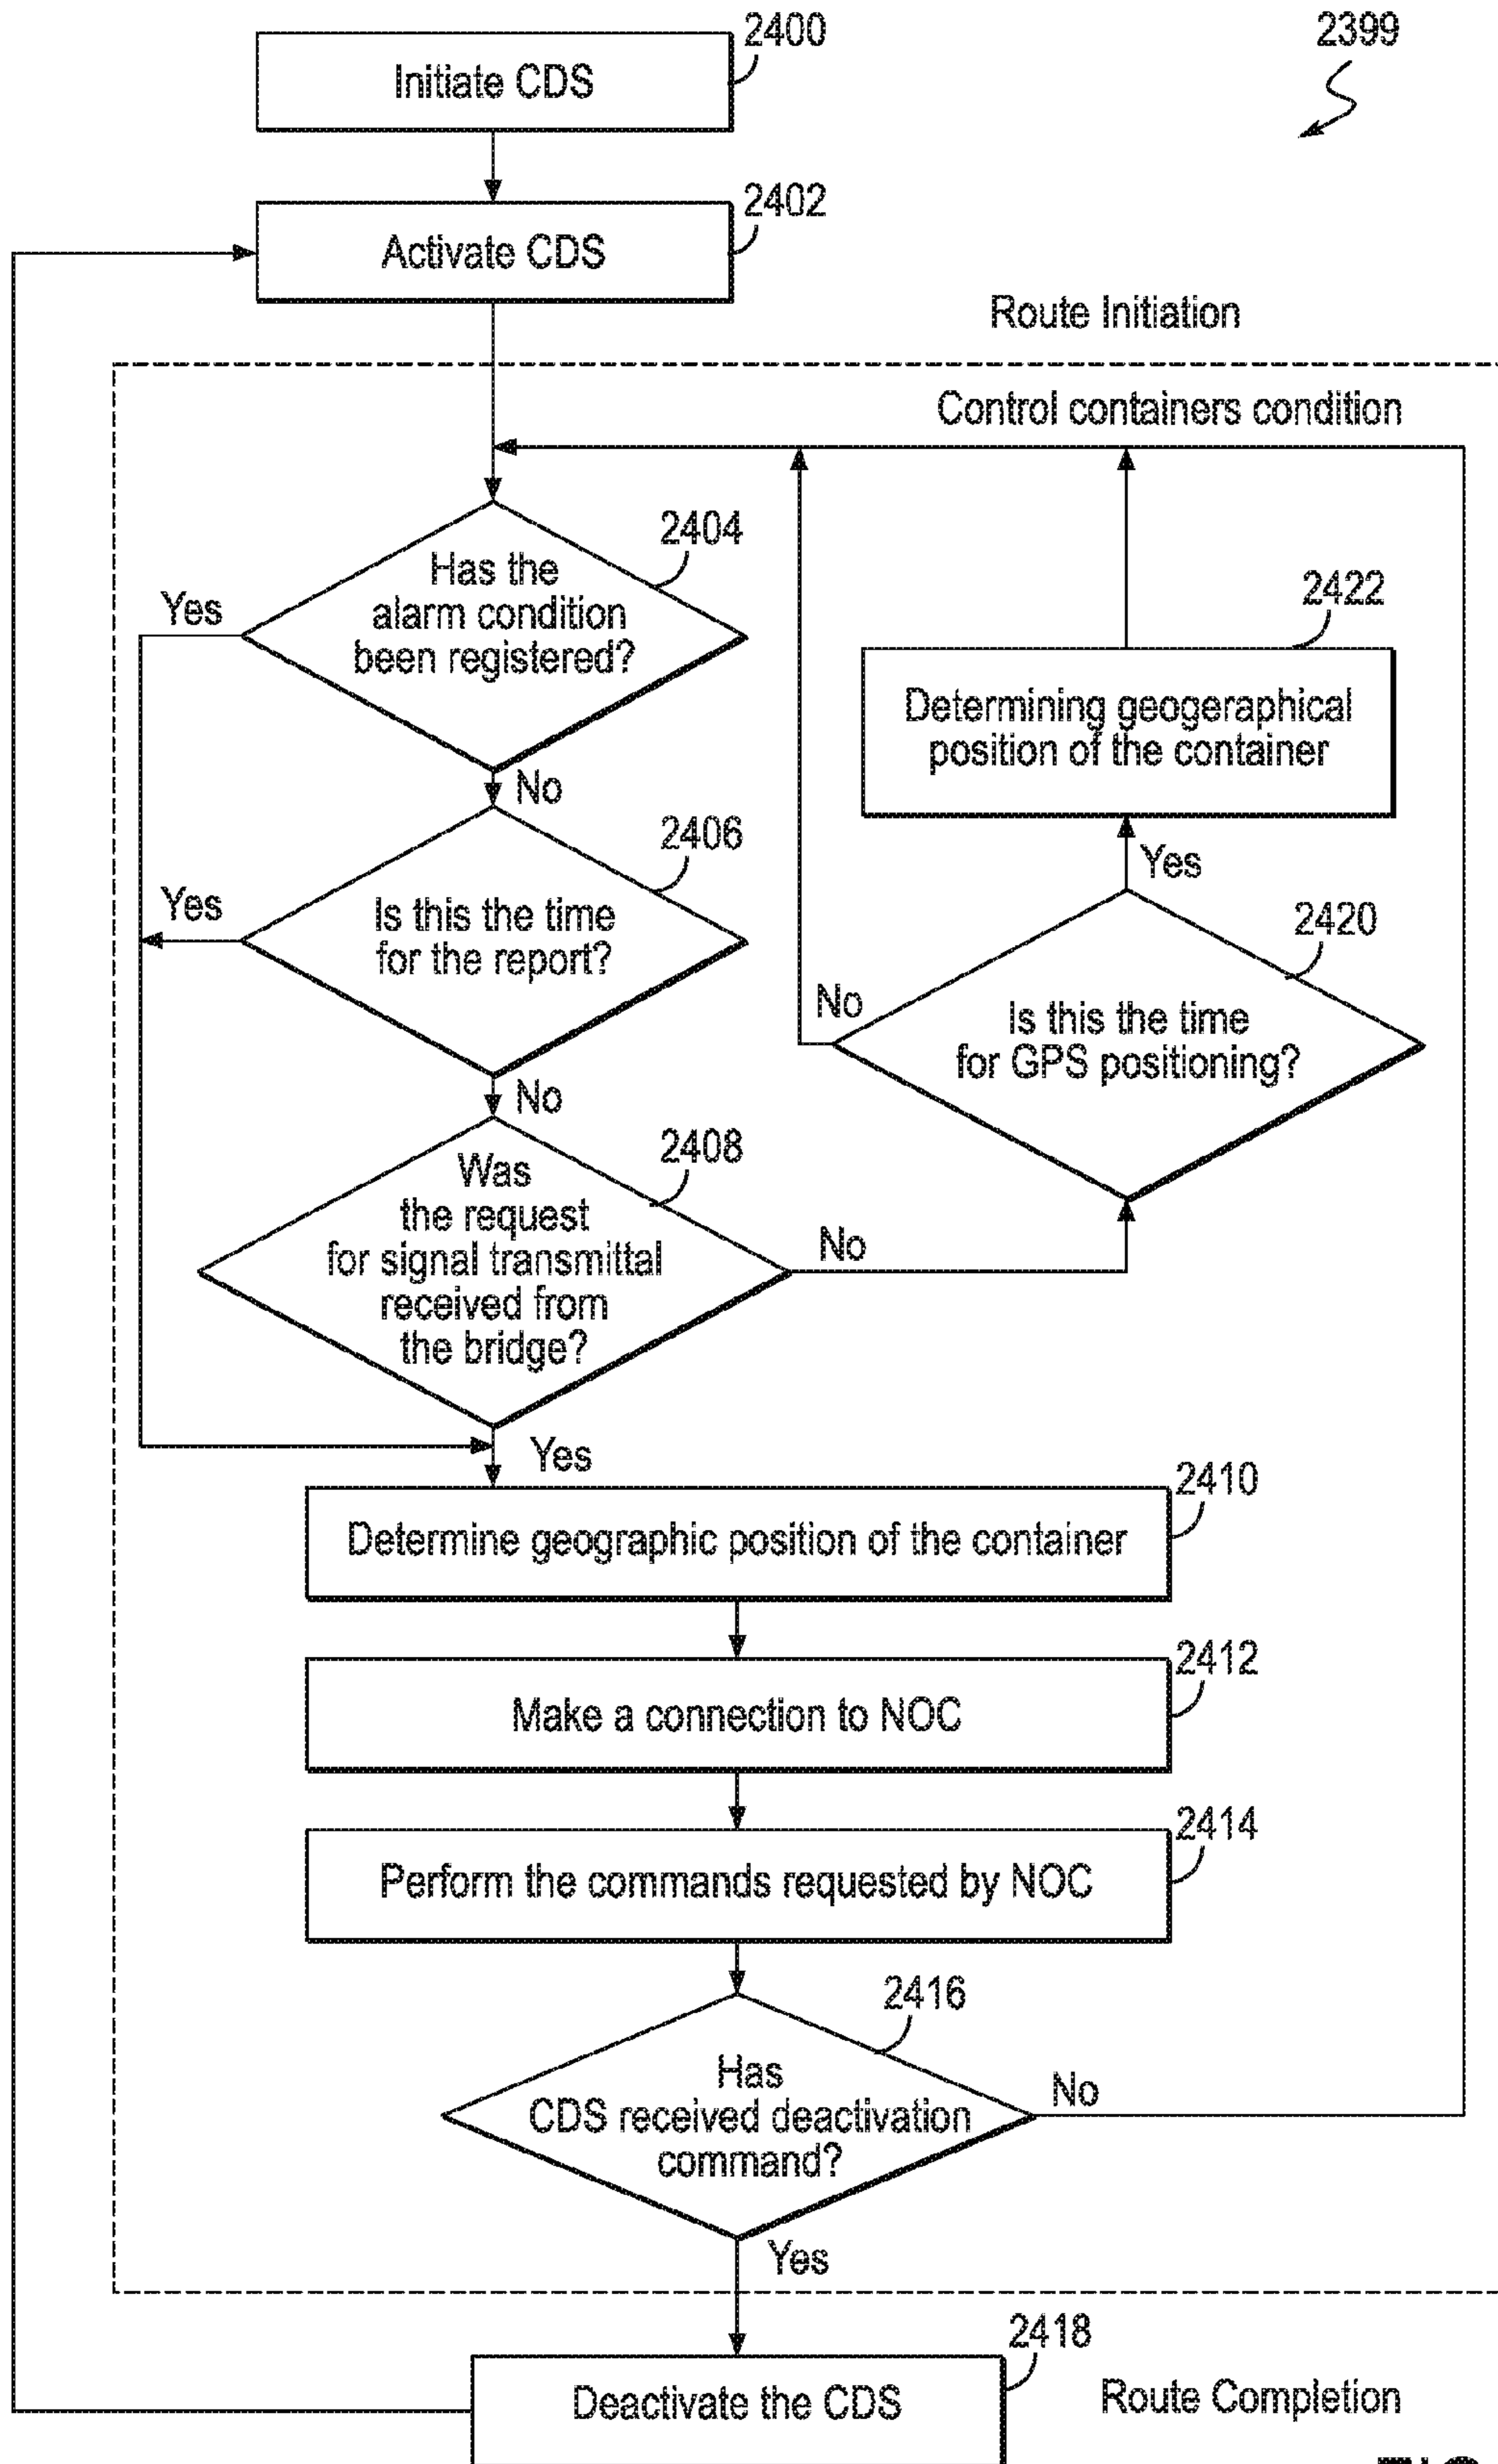 2400
2399
Initiate CDS
2402
Activate CDS
Route Initiation
Control containers condition
2404
Has the
alarm condition
been registered?
Yes
No
2422
Determining geogeraphical
position of the container
Yes
2406
Is this the time
for the report?
Yes
No
2420
Is this the time
for GPS positioning?
No
2408
Was
the request
for signal transmittal
received from
the bridge?
No
Yes
2410
Determine geographic position of the container
2412
Make a connection to NOC
2414
Perform the commands requested by NOC
2416
Has
CDS received deactivation
command?
No
Yes
2418
Deactivate the CDS
Route Completion